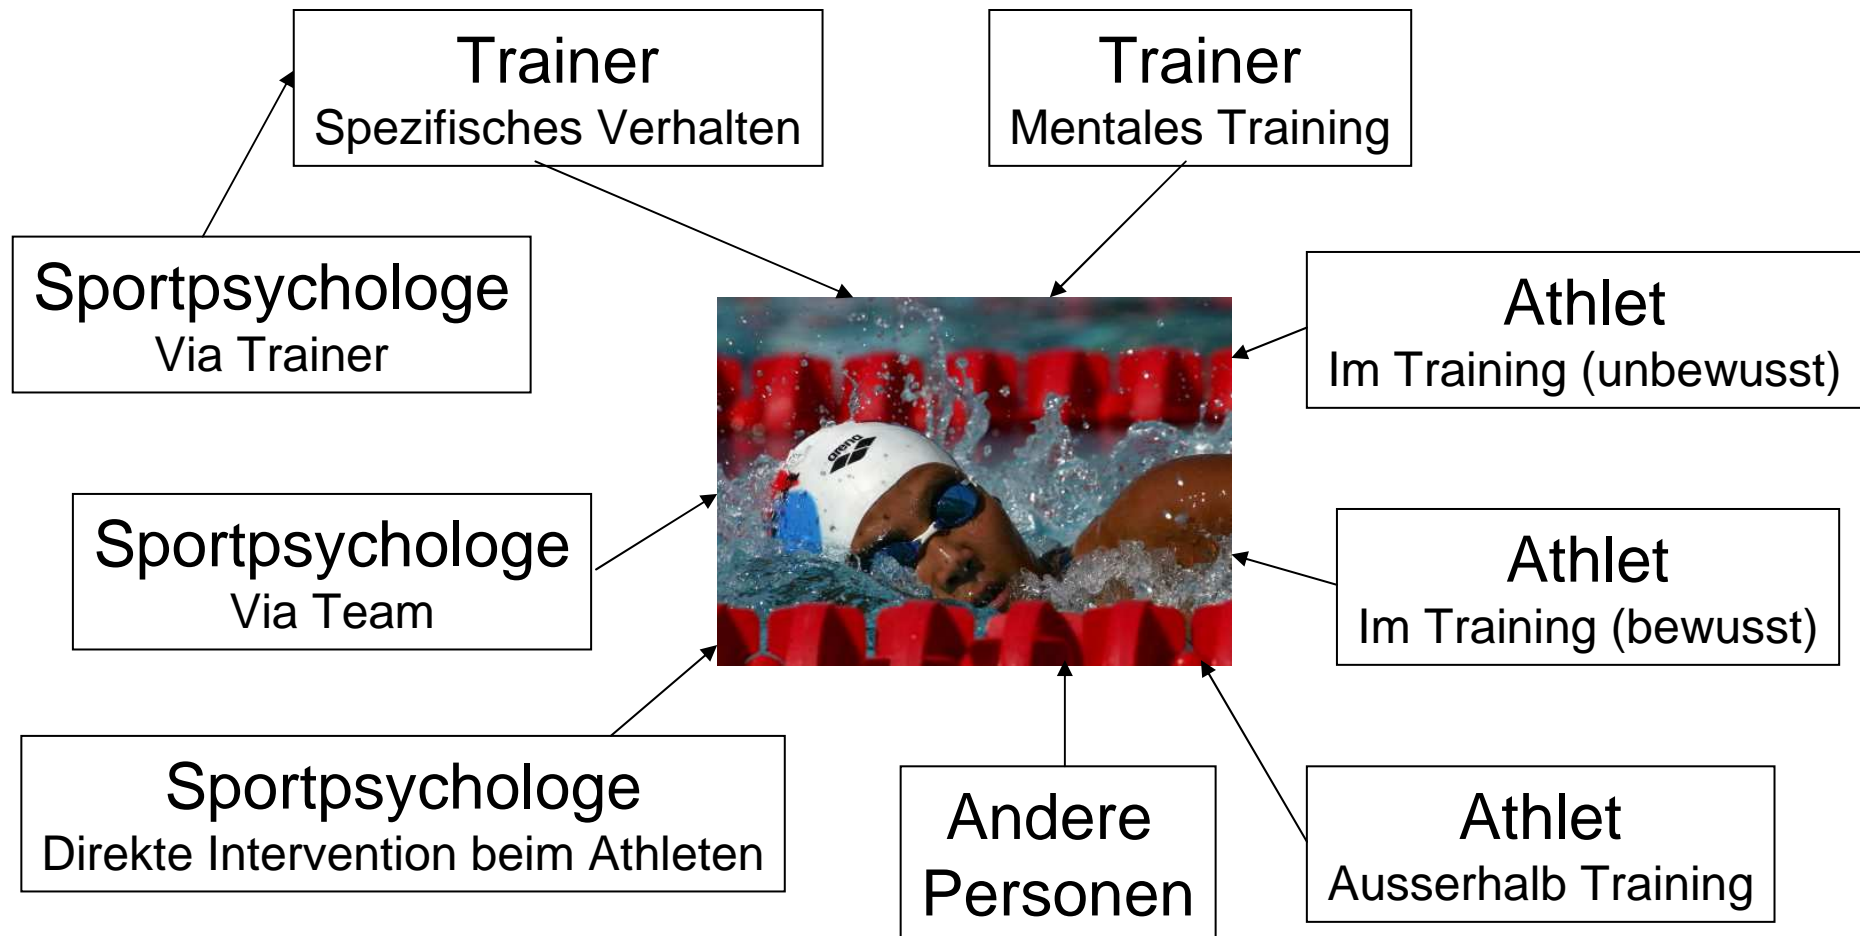 Trainer
Spezifisches Verhalten
Trainer
Mentales Training
Sportpsychologe
Via Trainer
Athlet
Im Training (unbewusst)
arena
Sportpsychologe
Via Team
Athlet
Im Training (bewusst)
Sportpsychologe
Direkte Intervention beim Athleten
Andere
Personen
Athlet
Ausserhalb Training